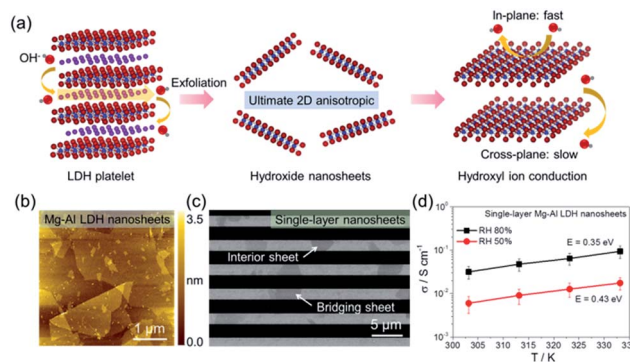 (a)
OH⁻
LDH platelet
Exfoliation
Ultimate 2D anisotropic
Hydroxide nanosheets
In-plane: fast
Cross-plane: slow
Hydroxyl ion conduction
(b)
Mg-Al LDH nanosheets
1 μm
3.5
nm
0.0
(c)
Single-layer nanosheets
Interior sheet
Bridging sheet
5 μm
(d)
Single-layer Mg-Al LDH nanosheets
RH 80%
RH 50%
E = 0.35 eV
E = 0.43 eV
σ / S cm⁻¹
10⁰
10⁻¹
10⁻²
10⁻³
300 305 310 315 320 325 330
T / K